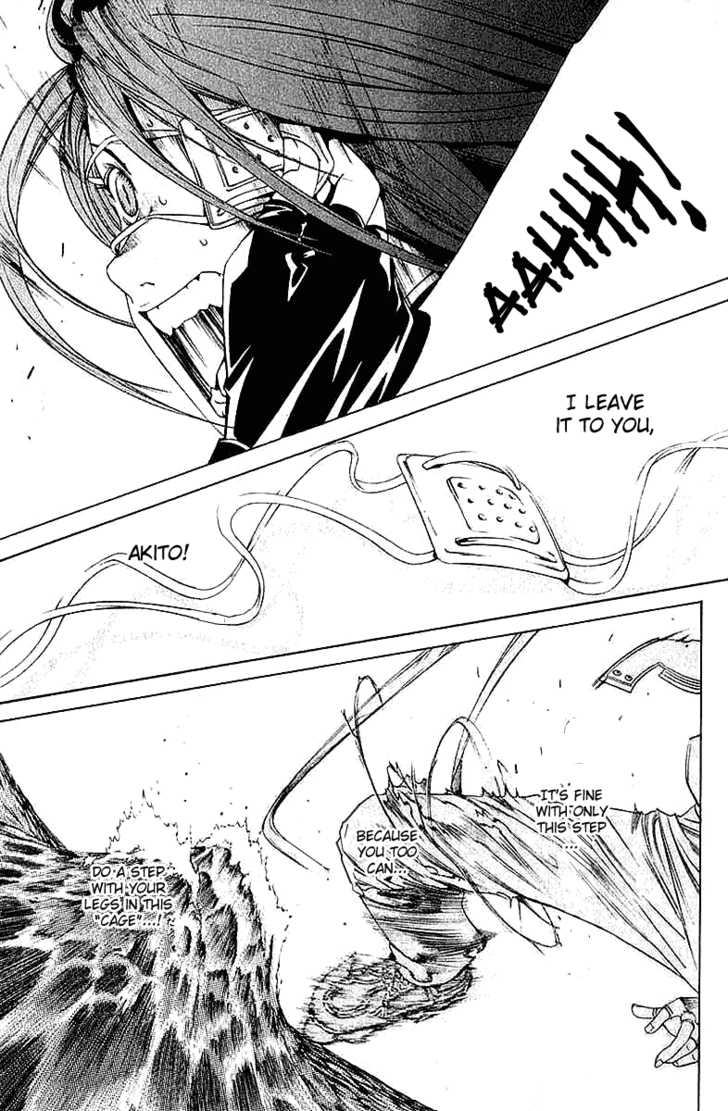 AAHHH!
I LEAVE
IT TO YOU,
AKITO!
IT'S FINE
WITH ONLY
THIS STEP
...
BECAUSE
YOU TOO
CAN...
DO A STEP
WITH YOUR
LEGS IN THIS
"CAGE"...!